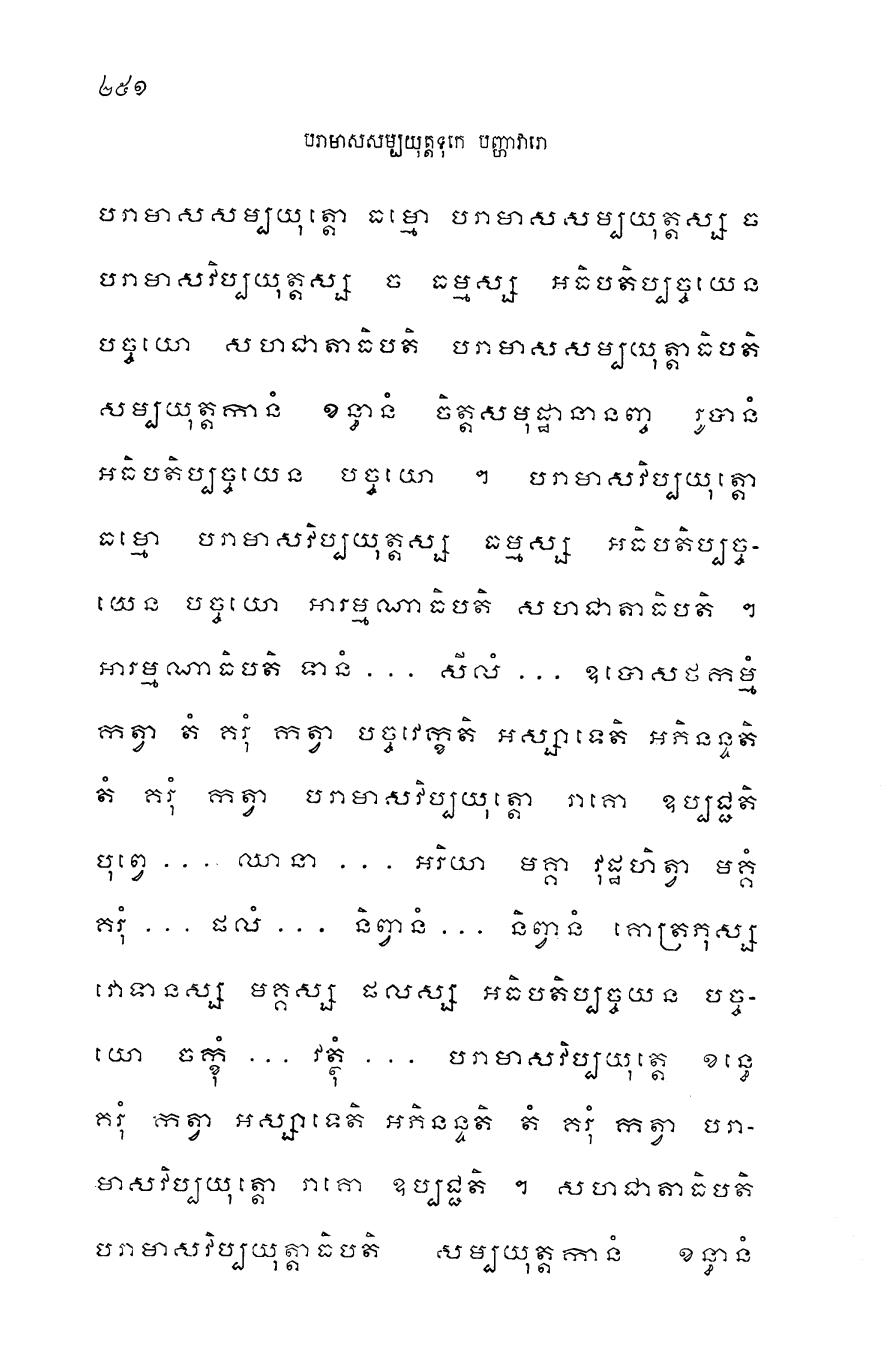 ២៥១
បរាមាសសម្បយុត្តទុកេ បញ្ហាវារោ
បរាមាសសម្បយុត្តោ ធម្មោ បរាមាសសម្បយុត្តស្ស ច
បរាមាសវិប្បយុត្តស្ស ច ធម្មស្ស អធិបតិប្បច្ចយេន
បច្ចយោ សហជាតាធិបតិ បរាមាសសម្បយុត្តាធិបតិ
សម្បយុត្តកានំ ខន្ធានំ ចិត្តសមុដ្ឋានានញ្ច រូបានំ
អធិបតិប្បច្ចយេន បច្ចយោ ។ បរាមាសវិប្បយុត្តោ
ធម្មោ បរាមាសវិប្បយុត្តស្ស ធម្មស្ស អធិបតិប្បច្ច-
យេន បច្ចយោ អារម្មណាធិបតិ សហជាតាធិបតិ ។
អារម្មណាធិបតិ ទានំ ... សីលំ ... ឧបោសថកម្មំ
កត្វា តំ គរុំ កត្វា បច្ចវេក្ខតិ អស្សាទេតិ អភិនន្ទតិ
តំ គរុំ កត្វា បរាមាសវិប្បយុត្តោ រាគោ ឧប្បជ្ជតិ
បុព្វេ ... ឈានា ... អរិយា មគ្គា វុដ្ឋហិត្វា មគ្គំ
គរុំ ... ផលំ ... និព្វានំ ... និព្វានំ គោត្រភុស្ស
វោទានស្ស មគ្គស្ស ផលស្ស អធិបតិប្បច្ចយេន បច្ច-
យោ ចក្ខុំ ... វត្ថុំ ... បរាមាសវិប្បយុត្តេ ខន្ធេ
គរុំ កត្វា អស្សាទេតិ អភិនន្ទតិ តំ គរុំ កត្វា បរា-
មាសវិប្បយុត្តោ រាគោ ឧប្បជ្ជតិ ។ សហជាតាធិបតិ
បរាមាសវិប្បយុត្តាធិបតិ សម្បយុត្តកានំ ខន្ធានំ